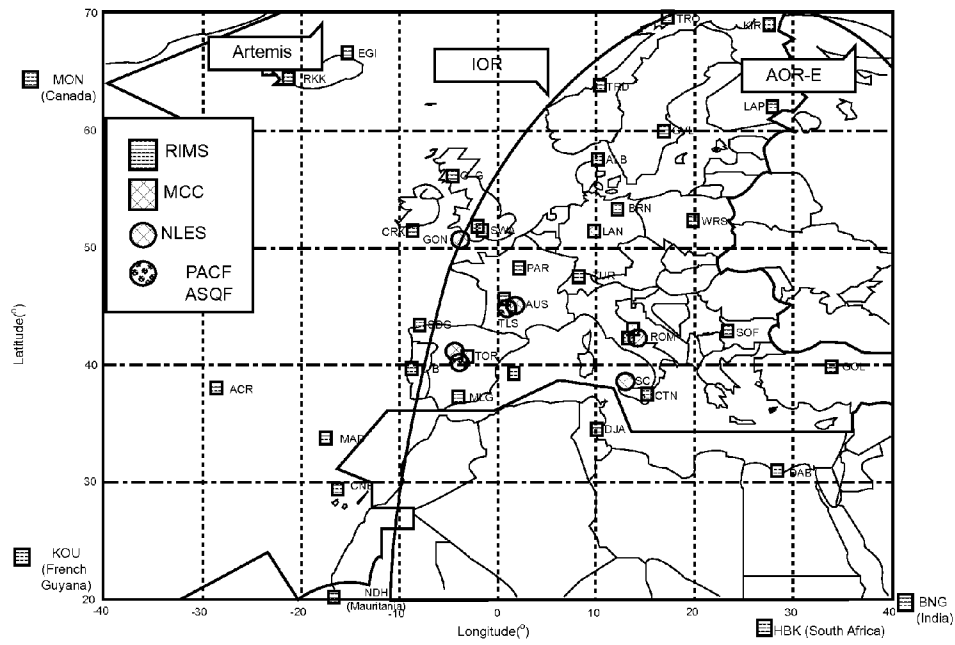 70
TRO
KIR
Artemis
EGI
IOR
RKK
AOR-E
MON
(Canada)
TRD
LAP
60
RIMS
ALB
MCC
BRN
WRS
CRK
SWA
LAN
GON
50
NLES
PAR
ZUR
PACF
ASQF
AUS
TLS
SDS
SOF
ROM
Latitude(°)
TOR
40
GOL
SC
ACR
MLG
CTN
MAD
DJA
30
CNR
DAB
KOU
(French
Guyana)
NDH
(Mauritania)
20
BNG
(India)
-40
-30
-20
-10
0
10
20
30
40
Longitude(°)
HBK (South Africa)